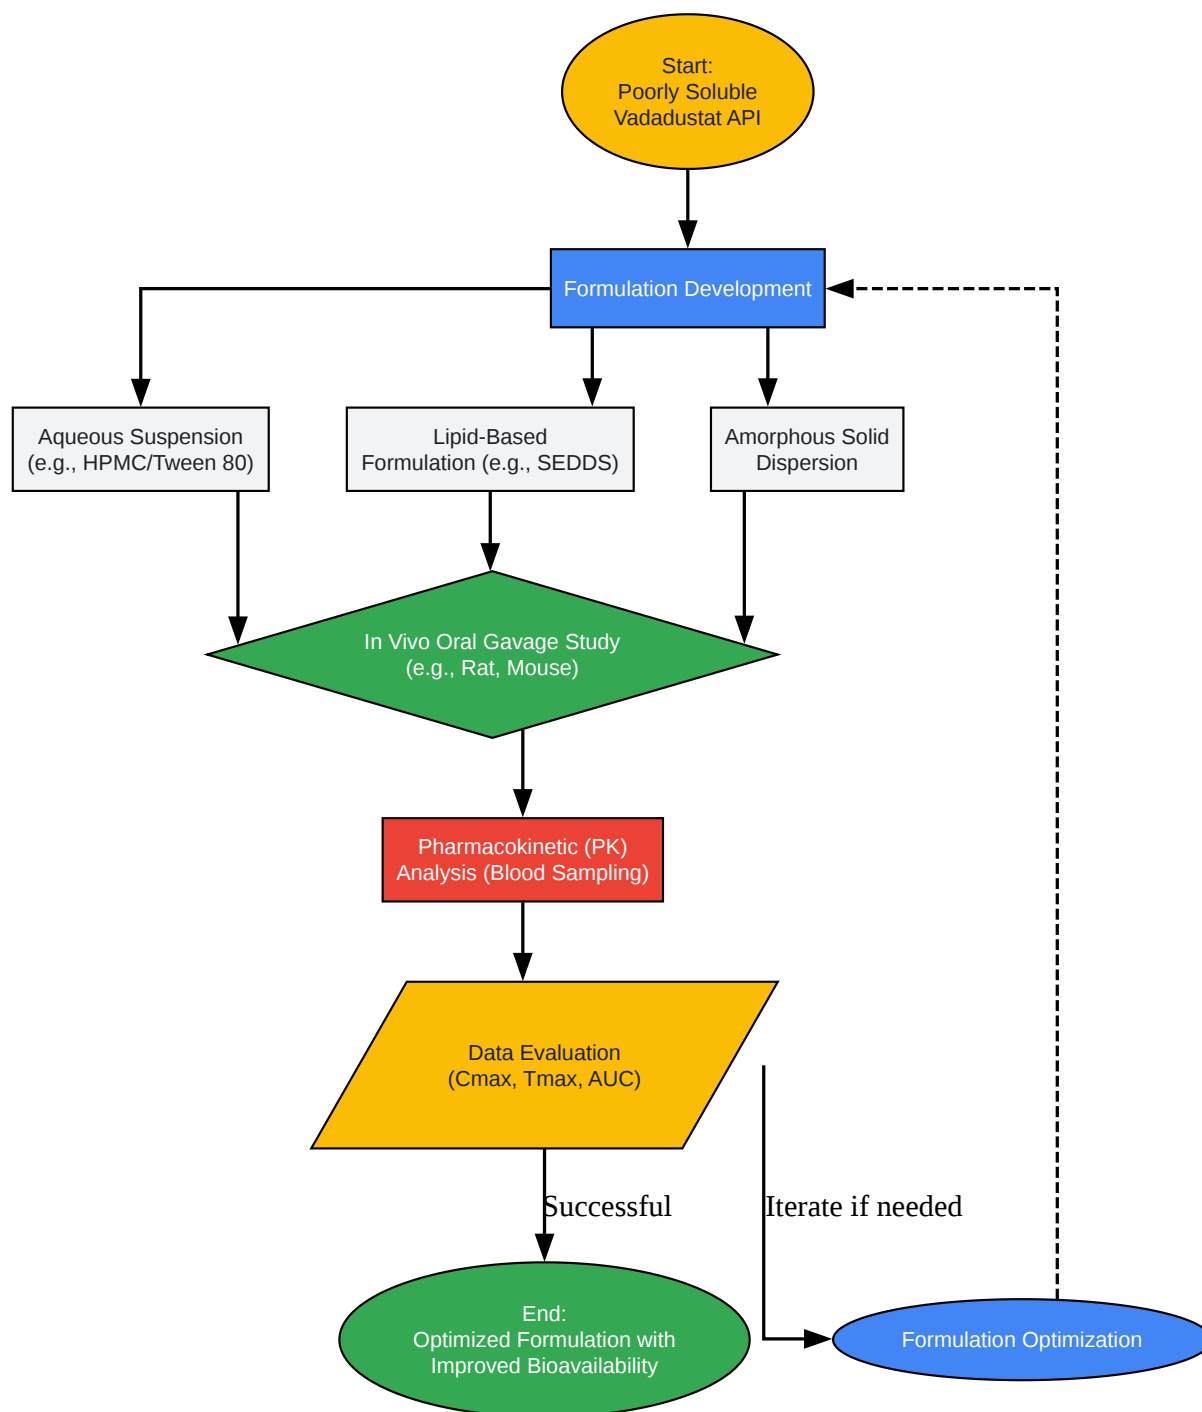 Start:
Poorly Soluble
Vadadustat API
Formulation Development
Aqueous Suspension
(e.g., HPMC/Tween 80)
Lipid-Based
Formulation (e.g., SEDDS)
Amorphous Solid
Dispersion
In Vivo Oral Gavage Study
(e.g., Rat, Mouse)
Pharmacokinetic (PK)
Analysis (Blood Sampling)
Data Evaluation
(Cmax, Tmax, AUC)
Successful
Iterate if needed
End:
Optimized Formulation with
Improved Bioavailability
Formulation Optimization